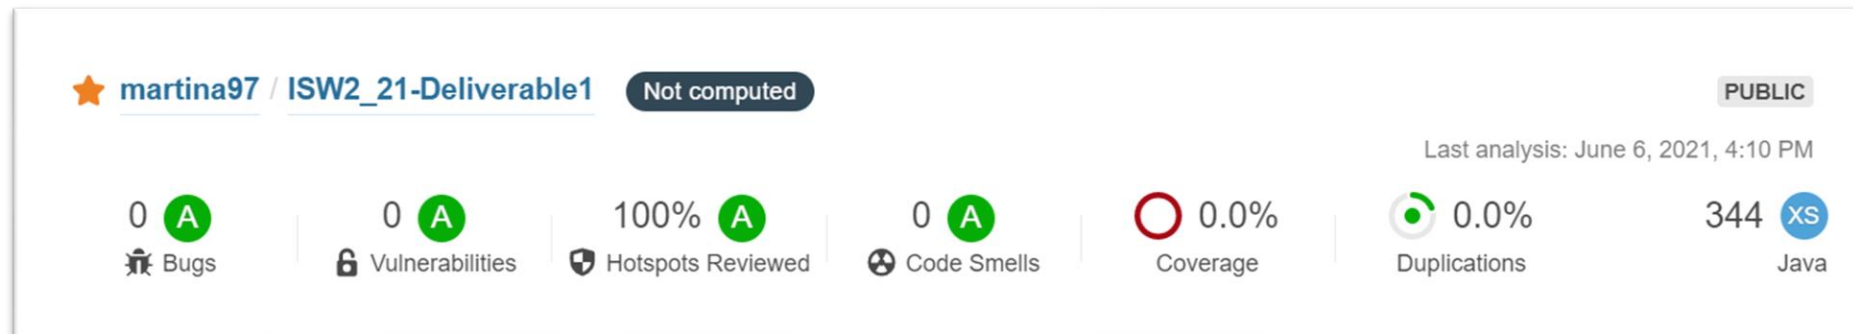 martina97 / ISW2_21-Deliverable1 Not computed PUBLIC
Last analysis: June 6, 2021, 4:10 PM
0 A 0 A 100% A 0 A 0.0% 0.0% 344 XS
Bugs Vulnerabilities Hotspots Reviewed Code Smells Coverage Duplications Java